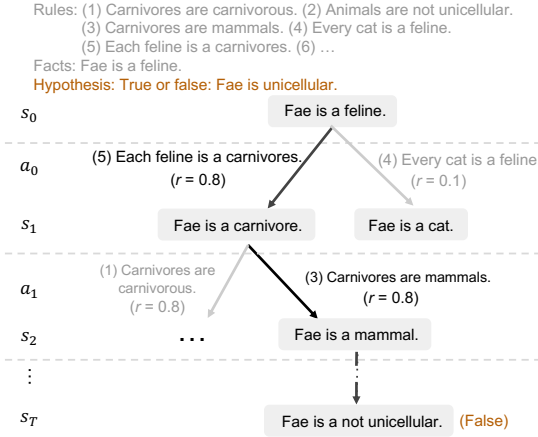 Rules: (1) Carnivores are carnivorous. (2) Animals are not unicellular.
(3) Carnivores are mammals. (4) Every cat is a feline.
(5) Each feline is a carnivores. (6) …
Facts: Fae is a feline.
Hypothesis: True or false: Fae is unicellular.
s₀ Fae is a feline.
a₀ (5) Each feline is a carnivores. (4) Every cat is a feline
(r = 0.8) (r = 0.1)
s₁ Fae is a carnivore. Fae is a cat.
(1) Carnivores are
a₁ carnivorous. (3) Carnivores are mammals.
(r = 0.8) (r = 0.8)
s₂ ... Fae is a mammal.
⋮
s_T Fae is a not unicellular. (False)